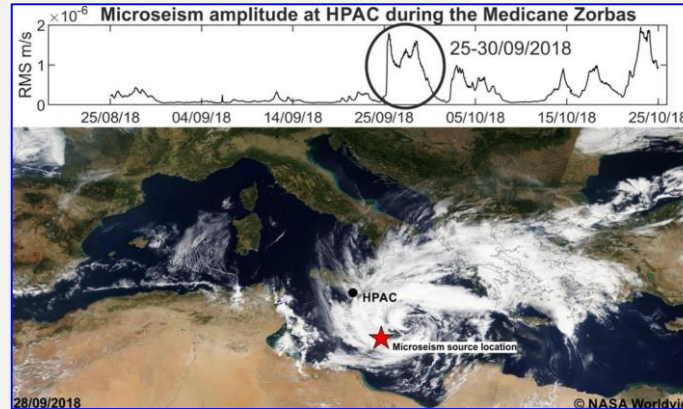 Microseism amplitude at HPAC during the Medicane Zorbas
×10⁻⁶
RMS m/s
2
1
0
25-30/09/2018
25/08/18 04/09/18 14/09/18 25/09/18 05/10/18 15/10/18 25/10/18
HPAC
Microseism source location
28/09/2018
© NASA Worldvie